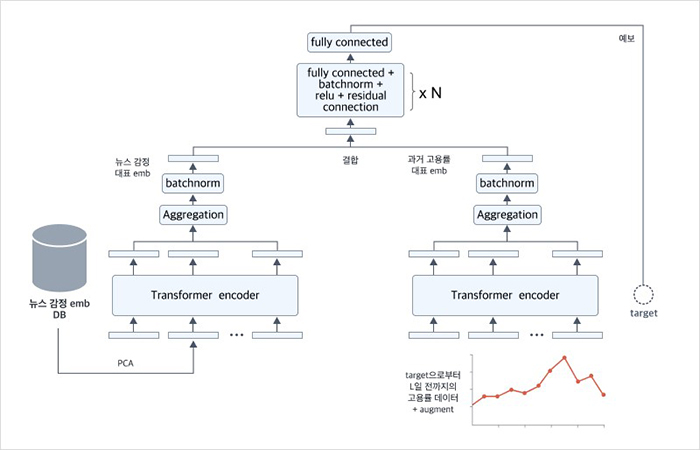 예보
fully connected
fully connected +
batchnorm +
relu + residual
connection
x N
뉴스 감정
대표 emb
결합
과거 고용률
대표 emb
batchnorm
batchnorm
Aggregation
Aggregation
Transformer encoder
Transformer encoder
뉴스 감정 emb
DB
target
...
...
PCA
target으로부터
L일 전까지의
고용률 데이터
+ augment